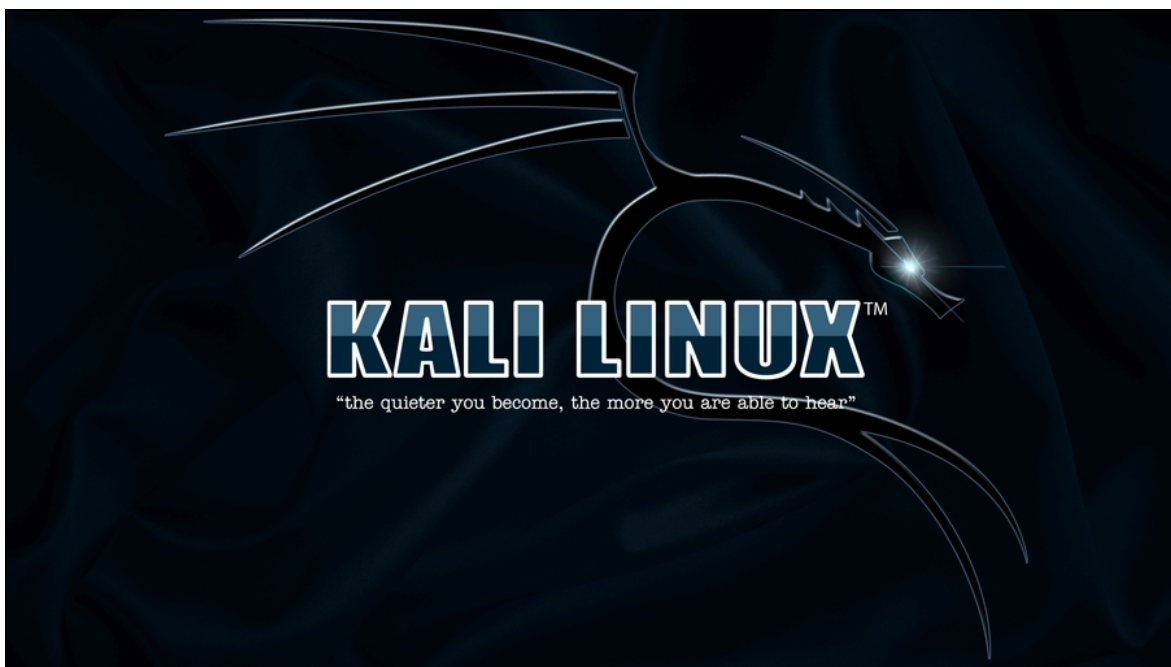 KALI LINUX™
“the quieter you become, the more you are able to hear”